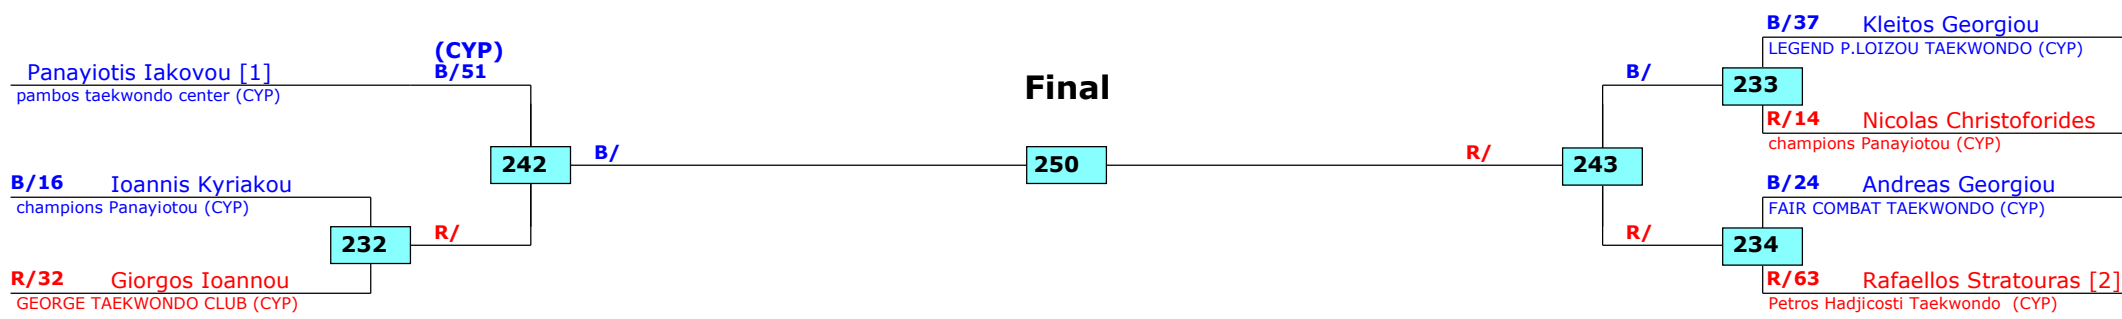 (CYP)
Panayiotis Iakovou [1] B/51
pambos taekwondo center (CYP)
242
B/16 Ioannis Kyriakou
champions Panayiotou (CYP)
232
R/
R/32 Giorgos Ioannou
GEORGE TAEKWONDO CLUB (CYP)
B/
Final
250
R/
243
B/
R/
B/37 Kleitos Georgiou
LEGEND P.LOIZOU TAEKWONDO (CYP)
233
R/14 Nicolas Christoforides
champions Panayiotou (CYP)
B/24 Andreas Georgiou
FAIR COMBAT TAEKWONDO (CYP)
234
R/63 Rafaellos Stratouras [2]
Petros Hadjicosti Taekwondo (CYP)